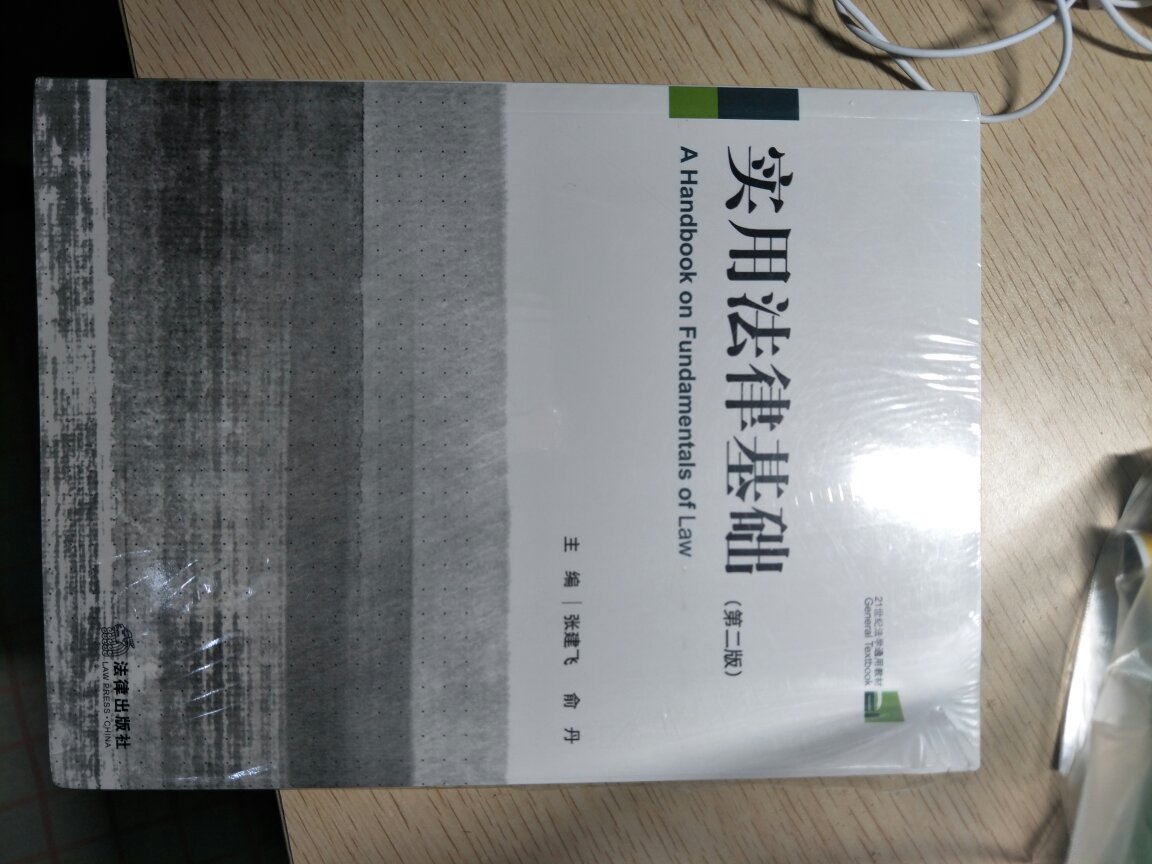 21世纪法学通用教材
General Textbook
实用法律基础（第二版）
A Handbook on Fundamentals of Law
主 编｜张建飞 俞 丹
法律出版社
LAW PRESS·CHINA